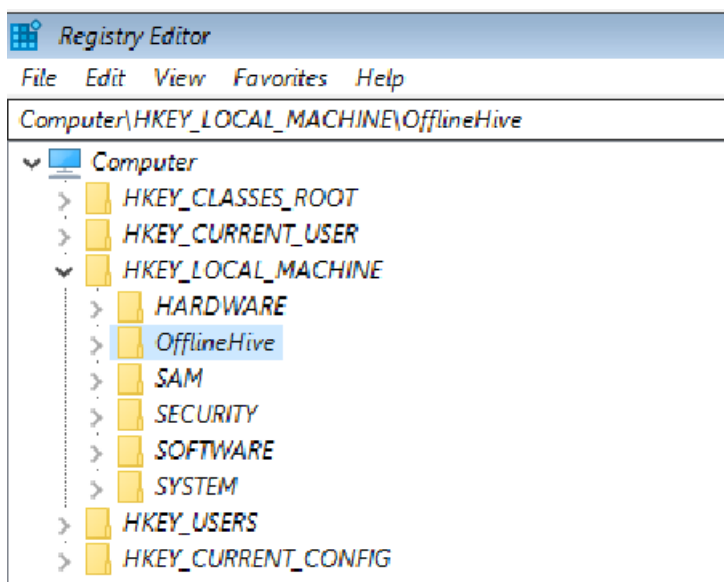 Registry Editor
File Edit View Favorites Help
Computer\HKEY_LOCAL_MACHINE\OfflineHive
Computer
HKEY_CLASSES_ROOT
HKEY_CURRENT_USER
HKEY_LOCAL_MACHINE
HARDWARE
OfflineHive
SAM
SECURITY
SOFTWARE
SYSTEM
HKEY_USERS
HKEY_CURRENT_CONFIG